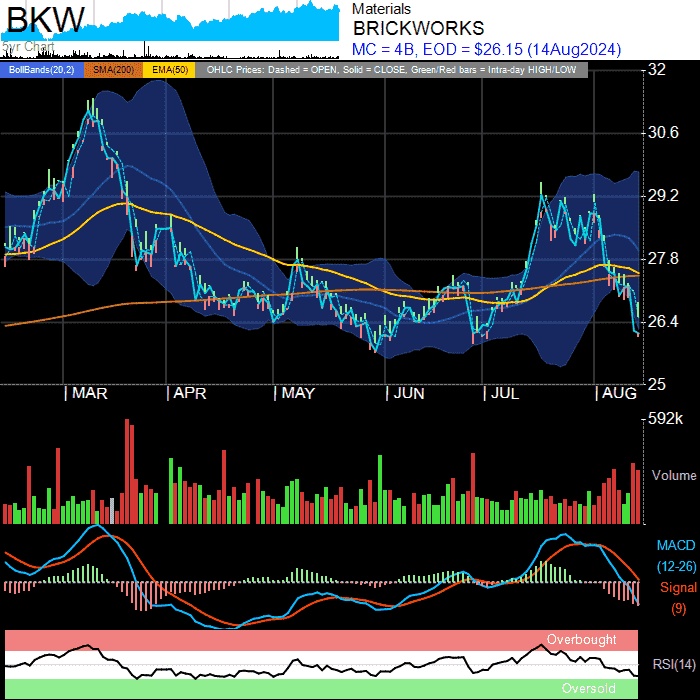 BKW
5yr Chart
Materials
BRICKWORKS
MC = 4B, EOD = $26.15 (14Aug2024)
BollBands(20,2) SMA(200) EMA(50) OHLC Prices: Dashed = OPEN, Solid = CLOSE, Green/Red bars = Intra-day HIGH/LOW
32
30.6
29.2
27.8
26.4
25
| MAR | APR | MAY | JUN | JUL | AUG
592k
Volume
MACD
(12-26)
Signal
(9)
Overbought
RSI(14)
Oversold